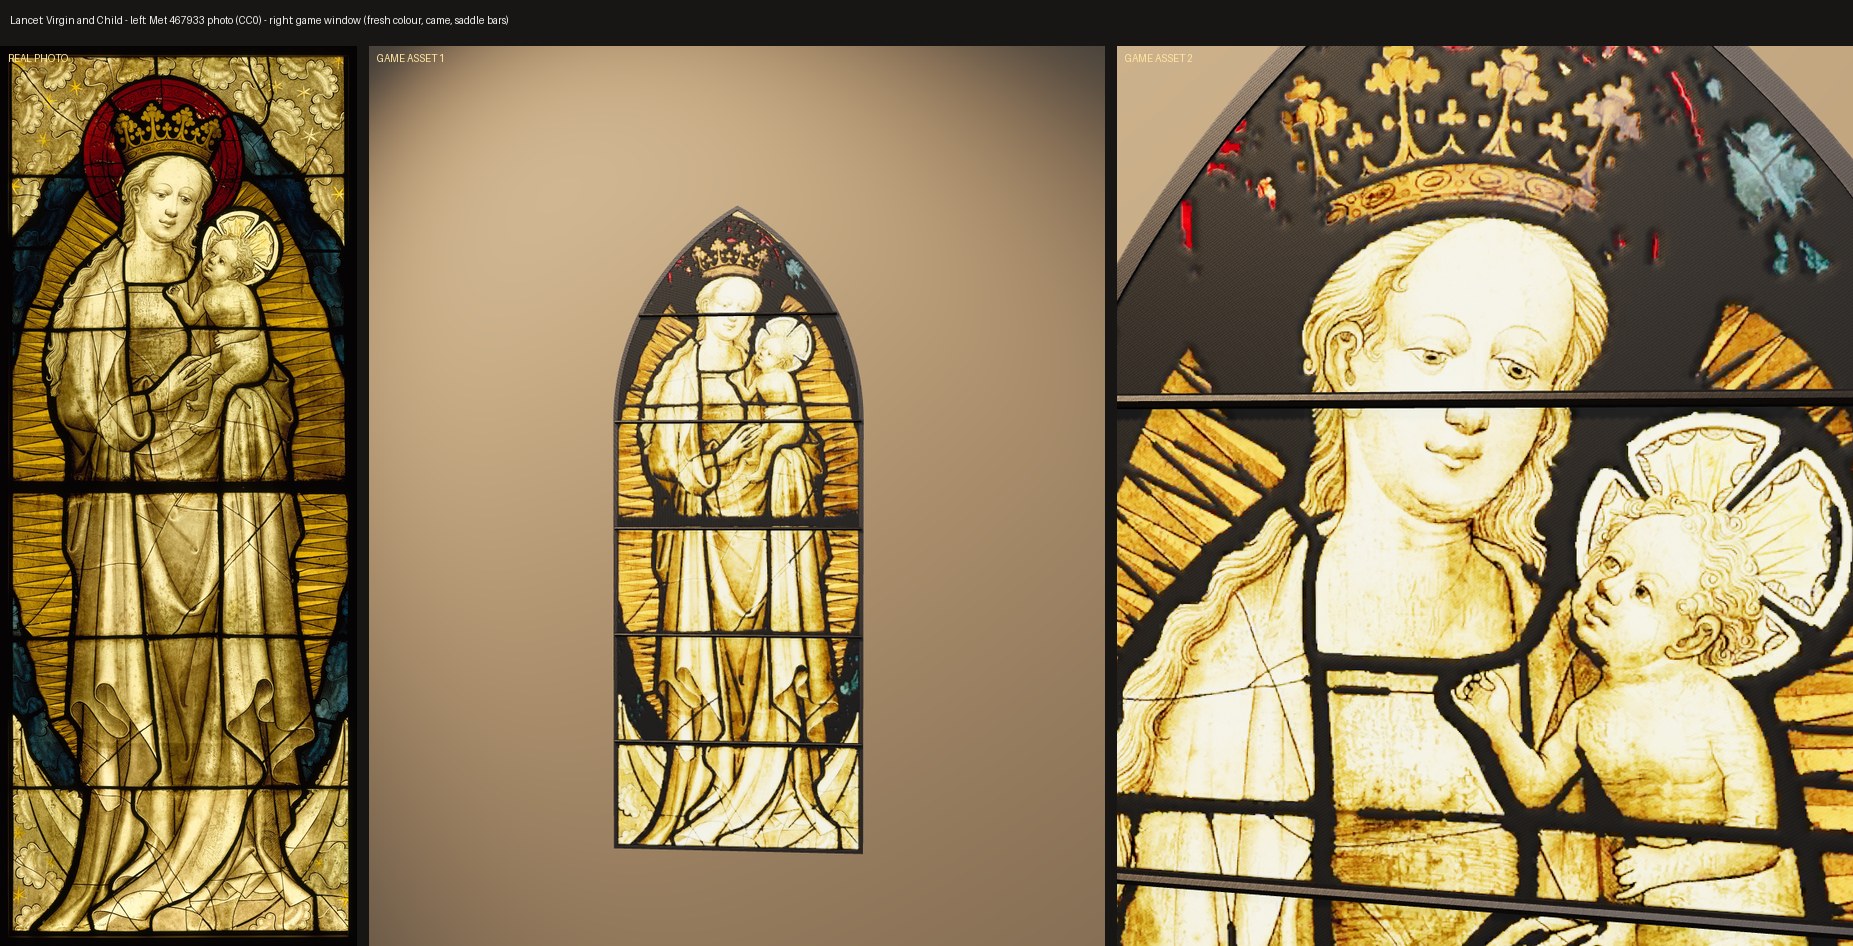 Lancet: Virgin and Child - left: Met 467933 photo (CC0) - right: game window (fresh colour, came, saddle bars)
REAL PHOTO
GAME ASSET 1
GAME ASSET 2